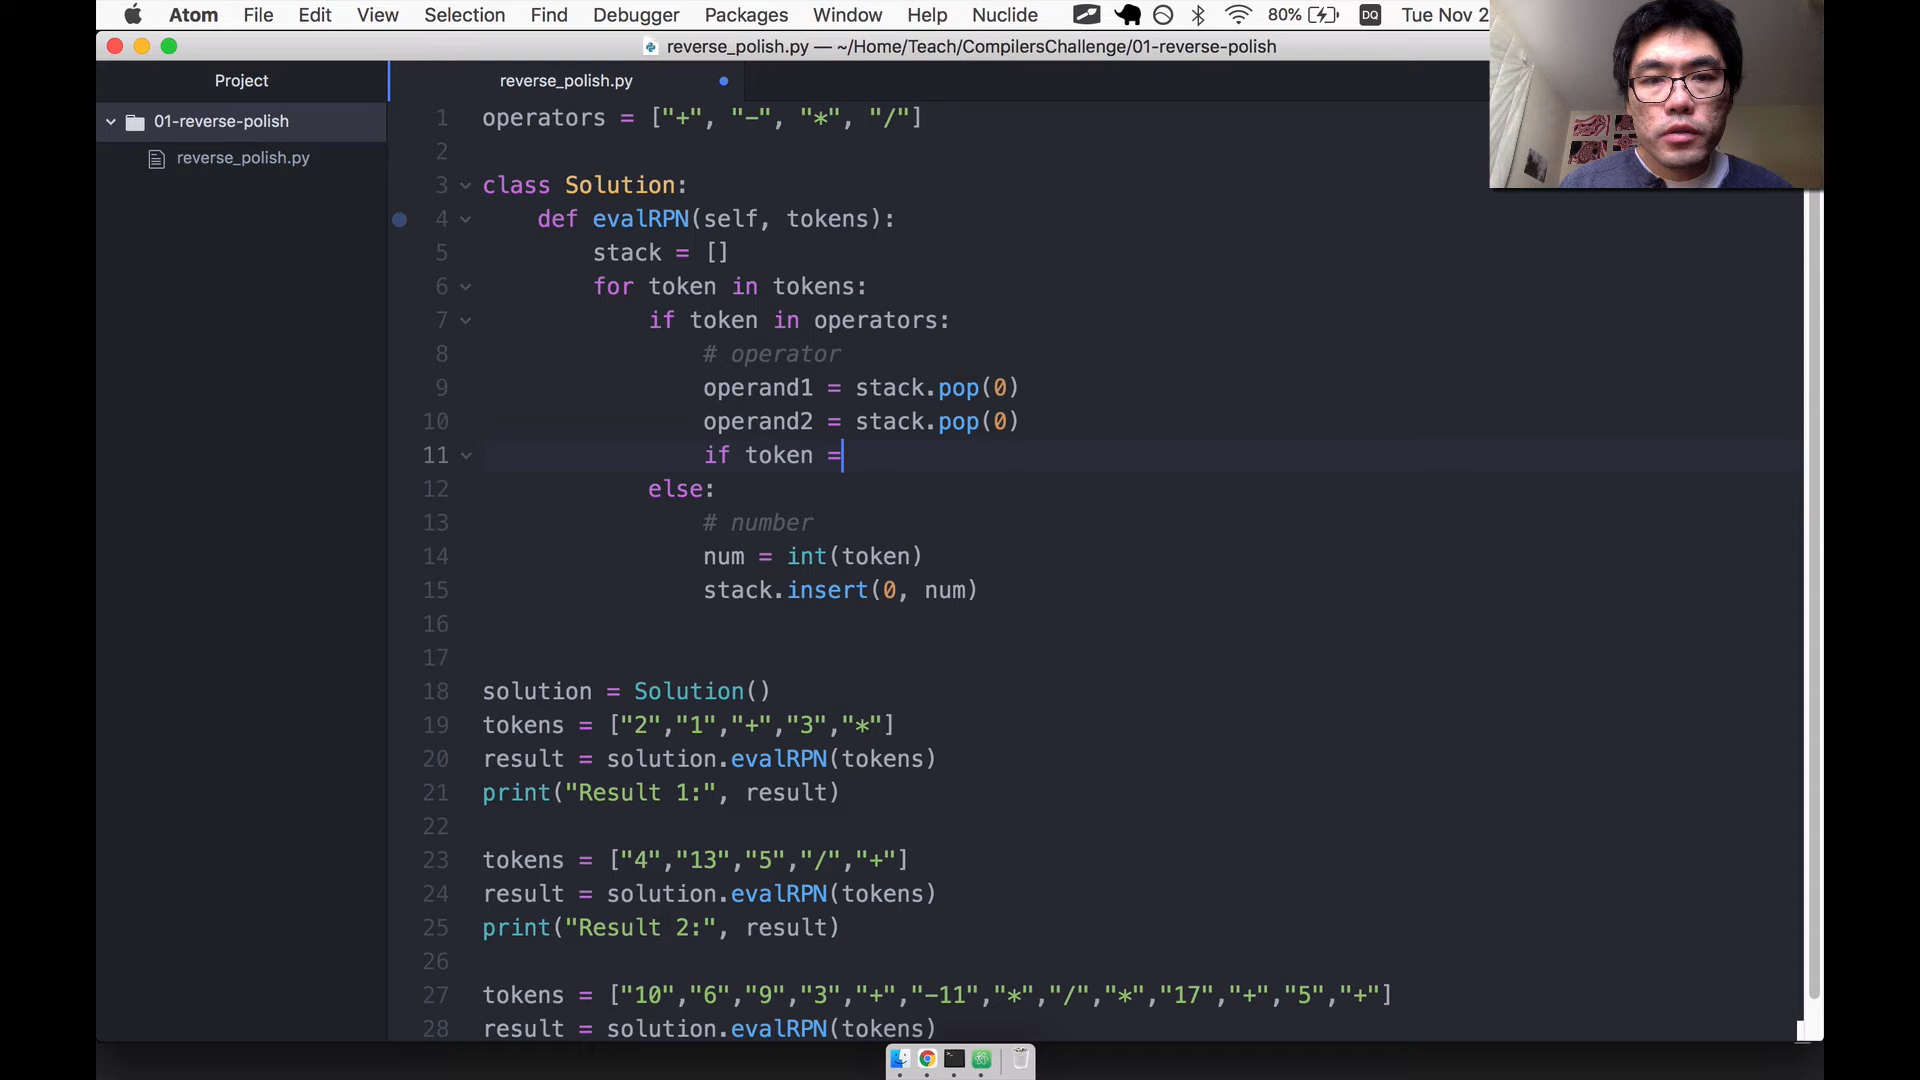 Atom File Edit View Selection Find Debugger Packages Window Help Nuclide 80% DQ Tue Nov 2
reverse_polish.py — ~/Home/Teach/CompilersChallenge/01-reverse-polish
Project
reverse_polish.py
01-reverse-polish
reverse_polish.py
1 operators = ["+", "-", "*", "/"]
2
3 class Solution:
4 def evalRPN(self, tokens):
5 stack = []
6 for token in tokens:
7 if token in operators:
8 # operator
9 operand1 = stack.pop(0)
10 operand2 = stack.pop(0)
11 if token =
12 else:
13 # number
14 num = int(token)
15 stack.insert(0, num)
16
17
18 solution = Solution()
19 tokens = ["2","1","+","3","*"]
20 result = solution.evalRPN(tokens)
21 print("Result 1:", result)
22
23 tokens = ["4","13","5","/","+"]
24 result = solution.evalRPN(tokens)
25 print("Result 2:", result)
26
27 tokens = ["10","6","9","3","+","-11","*","/","*","17","+","5","+"]
28 result = solution.evalRPN(tokens)